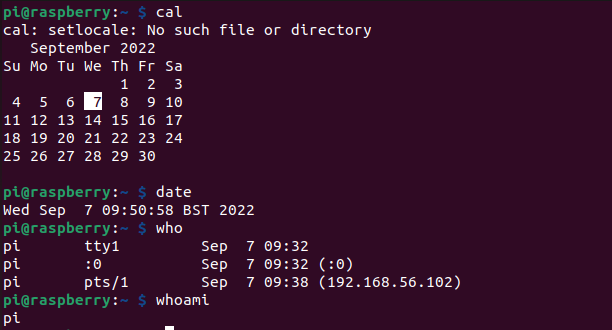 pi@raspberry:~ $ cal
cal: setlocale: No such file or directory
   September 2022
Su Mo Tu We Th Fr Sa
             1  2  3
 4  5  6  7  8  9 10
11 12 13 14 15 16 17
18 19 20 21 22 23 24
25 26 27 28 29 30

pi@raspberry:~ $ date
Wed Sep  7 09:50:58 BST 2022
pi@raspberry:~ $ who
pi       tty1         Sep  7 09:32
pi       :0           Sep  7 09:32 (:0)
pi       pts/1        Sep  7 09:38 (192.168.56.102)
pi@raspberry:~ $ whoami
pi
pi@raspberry:~ $